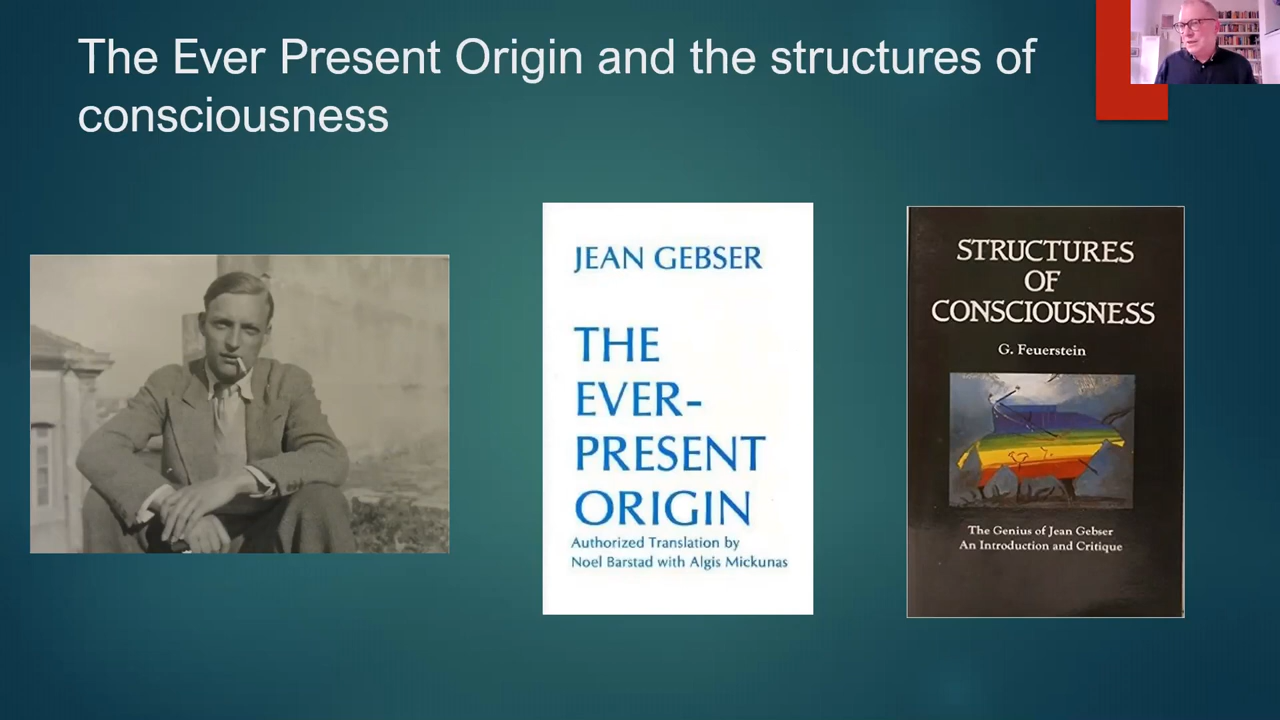 The Ever Present Origin and the structures of
consciousness
JEAN GEBSER
THE
EVER-
PRESENT
ORIGIN
Authorized Translation by
Noel Barstad with Algis Mickunas
STRUCTURES
OF
CONSCIOUSNESS
G. Feuerstein
The Genius of Jean Gebser
An Introduction and Critique